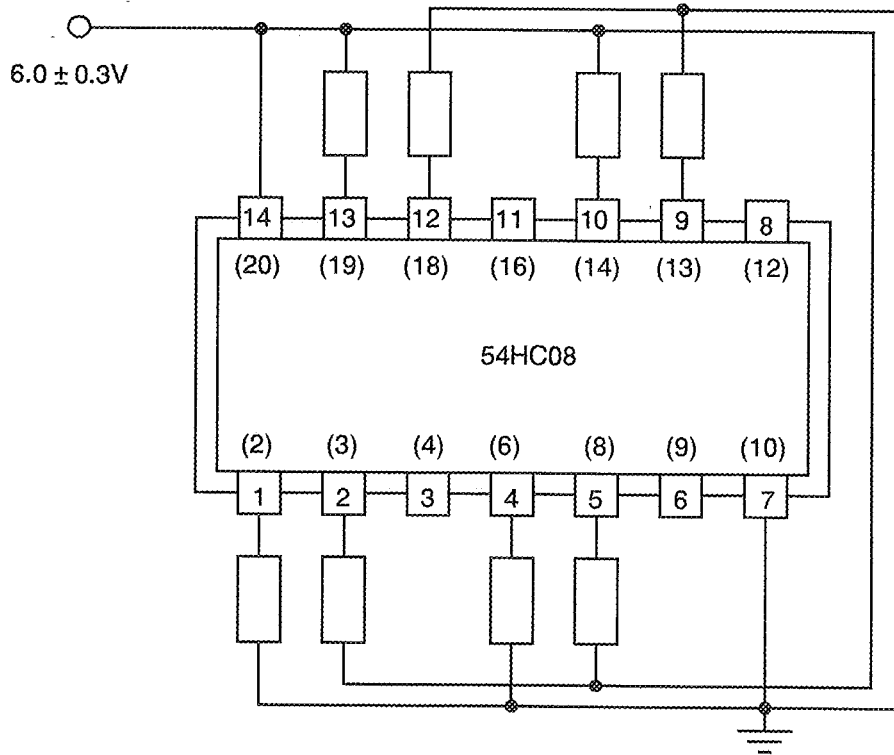 6.0 ± 0.3V
14 13 12 11 10 9 8
(20) (19) (18) (16) (14) (13) (12)
54HC08
(2) (3) (4) (6) (8) (9) (10)
1 2 3 4 5 6 7